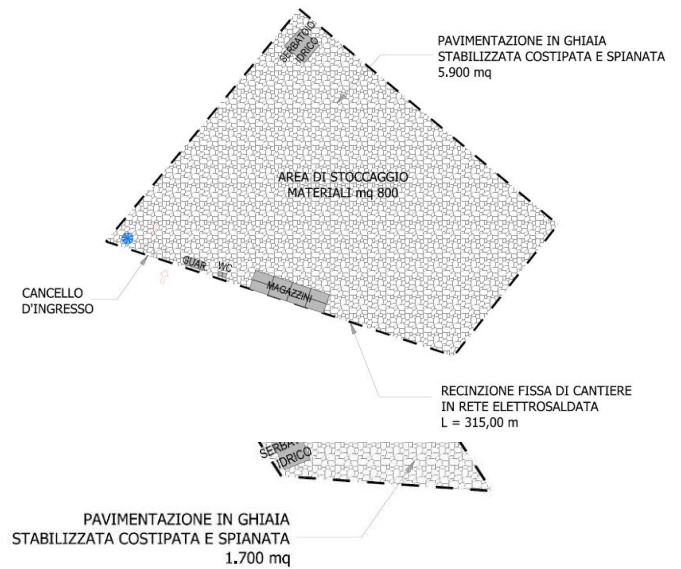 SERBATOIO
IDRICO
PAVIMENTAZIONE IN GHIAIA
STABILIZZATA COSTIPATA E SPIANATA
5.900 mq
AREA DI STOCCAGGIO
MATERIALI mq 800
GUAR.
WC
MAGAZZINI
CANCELLO
D'INGRESSO
RECINZIONE FISSA DI CANTIERE
IN RETE ELETTROSALDATA
L = 315,00 m
IDRICO
PAVIMENTAZIONE IN GHIAIA
STABILIZZATA COSTIPATA E SPIANATA
1.700 mq